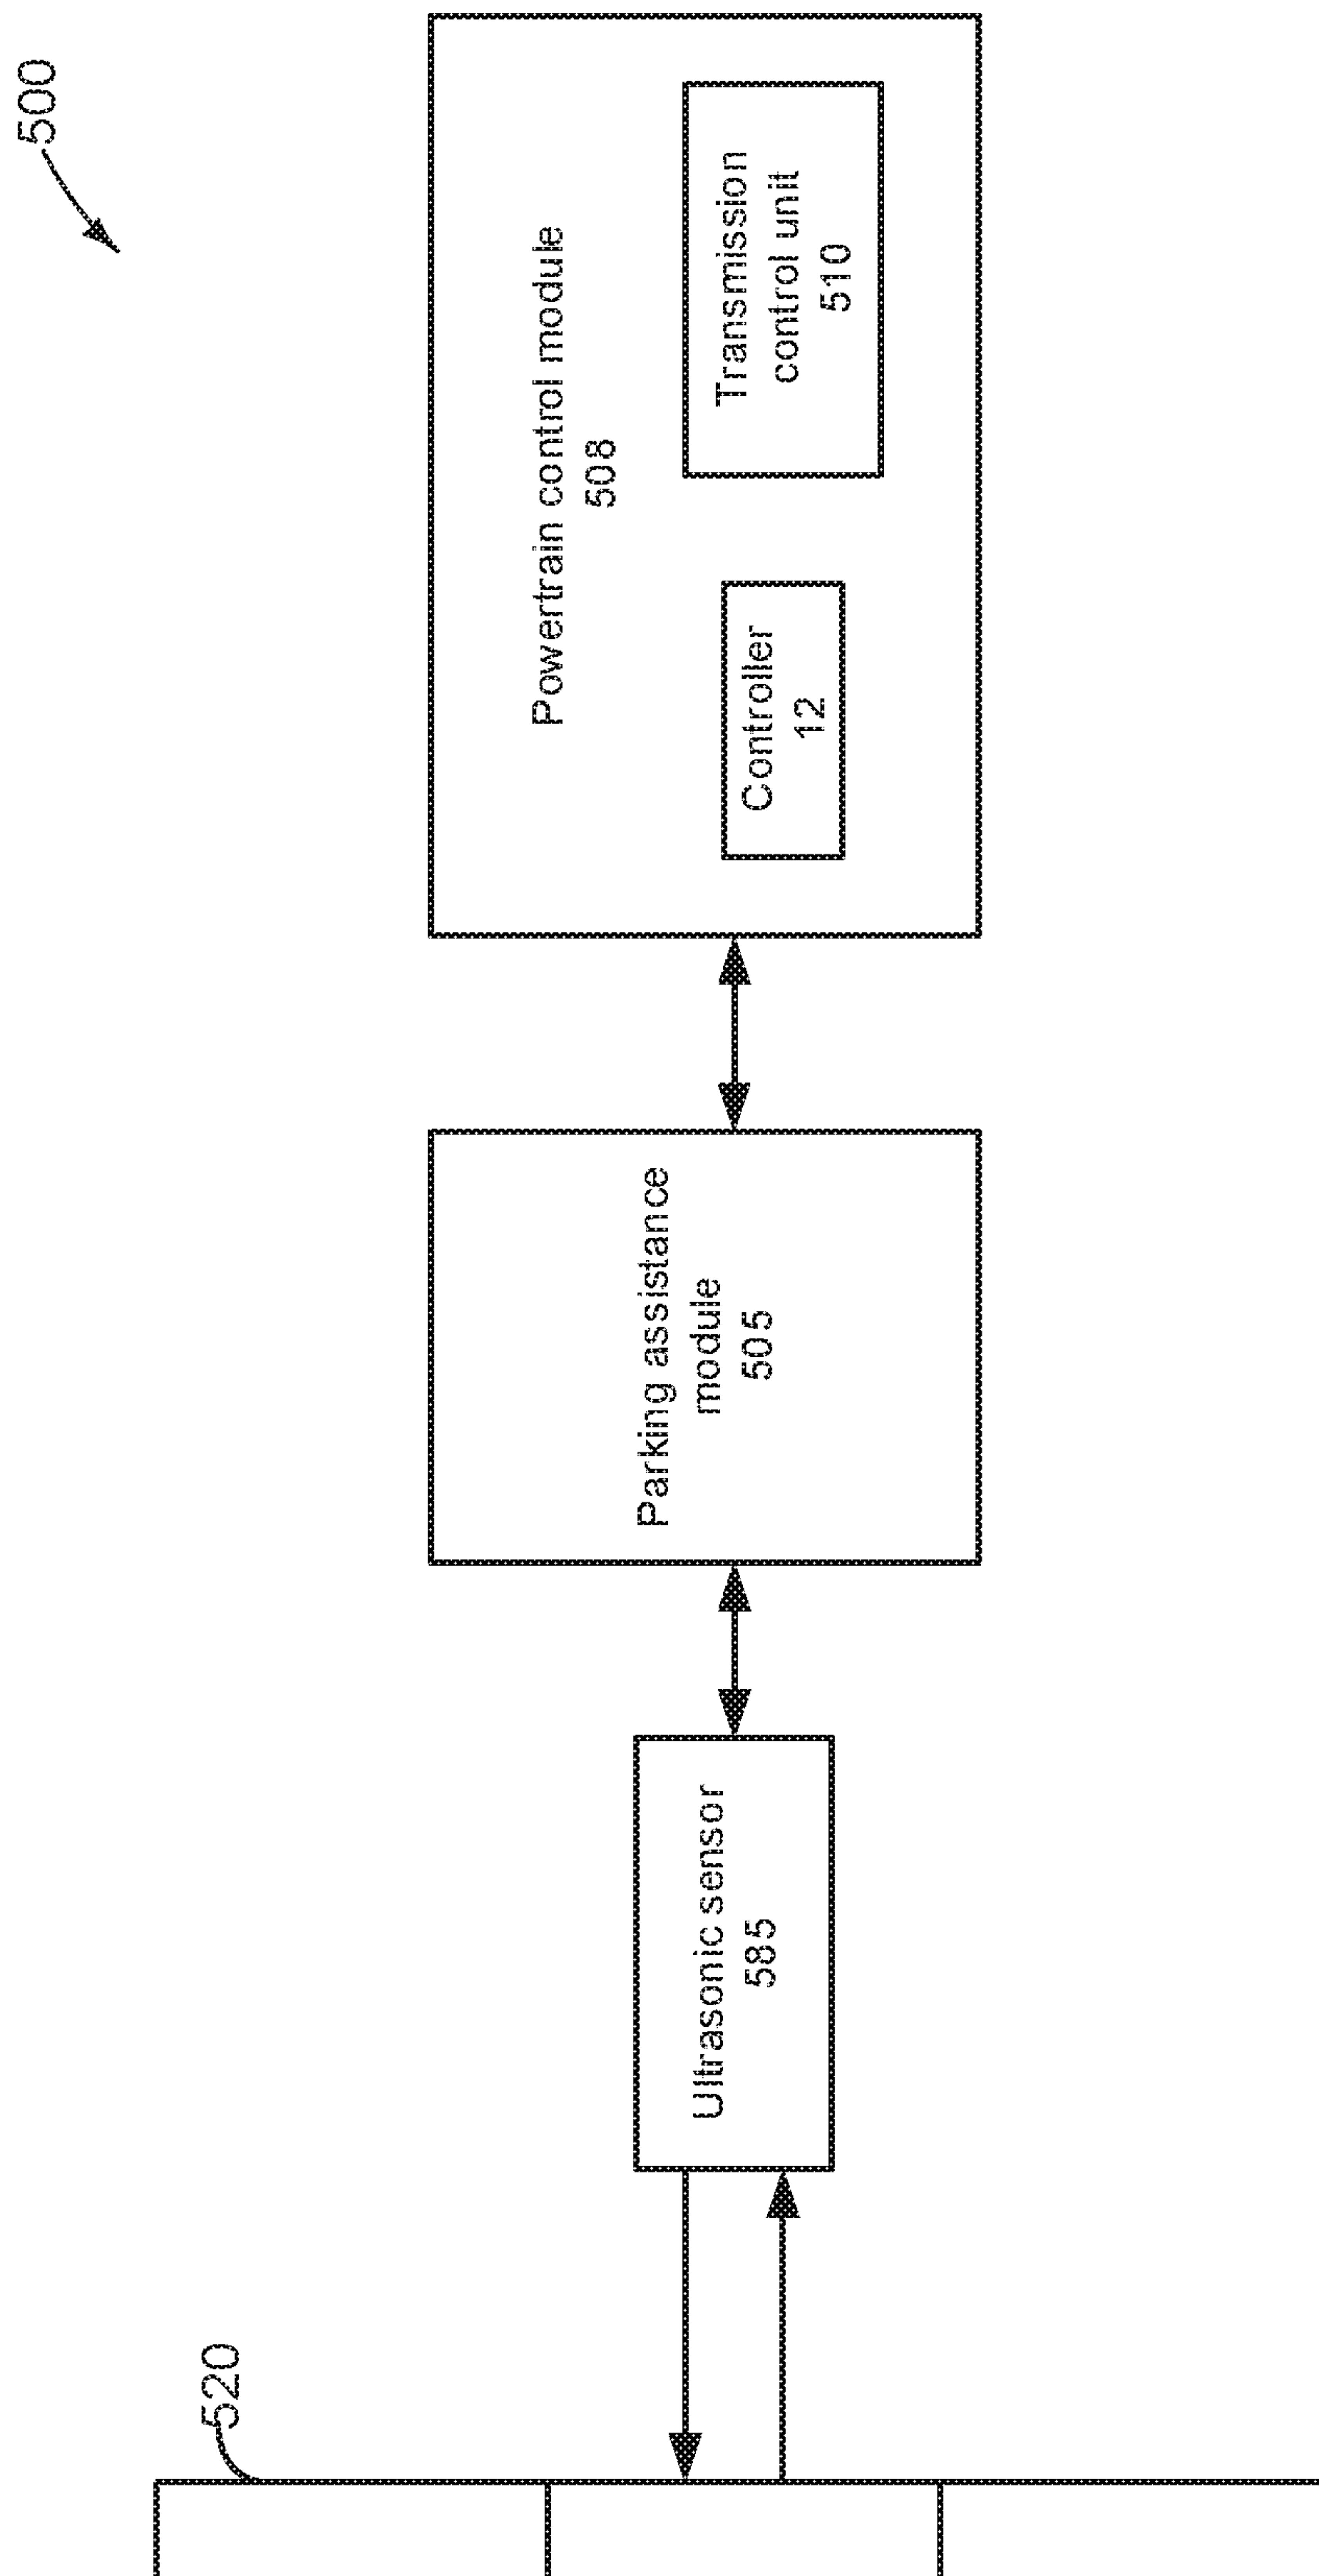 500
Powertrain control module
508
Transmission
control unit
510
Controller
12
Parking assistance
module
505
Ultrasonic sensor
585
520